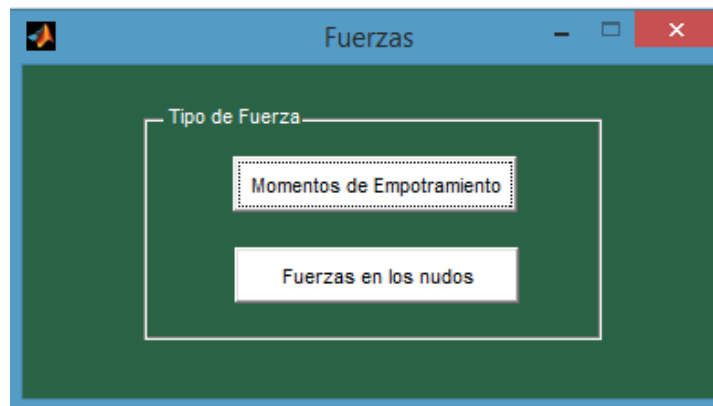 Fuerzas
Tipo de Fuerza
Momentos de Empotramiento
Fuerzas en los nudos